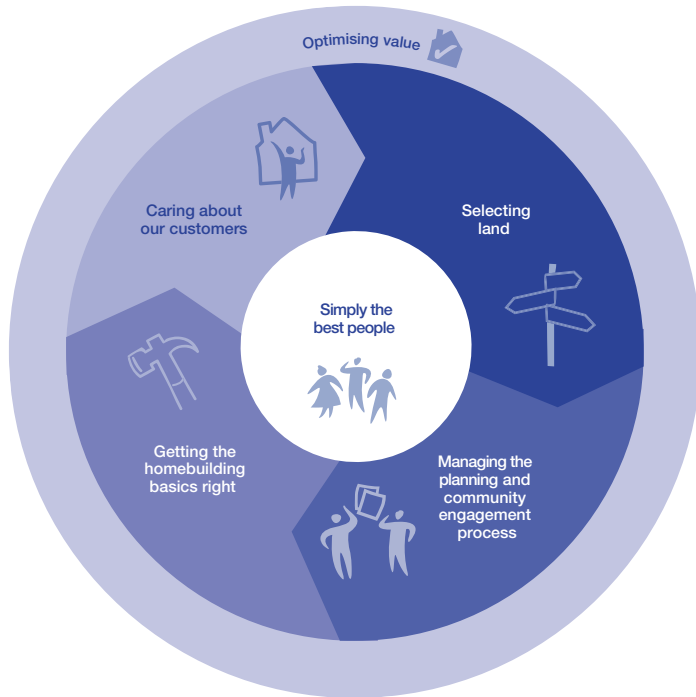 Optimising value
Caring about
our customers
Selecting
land
Simply the
best people
Getting the
homebuilding
basics right
Managing the
planning and
community
engagement
process